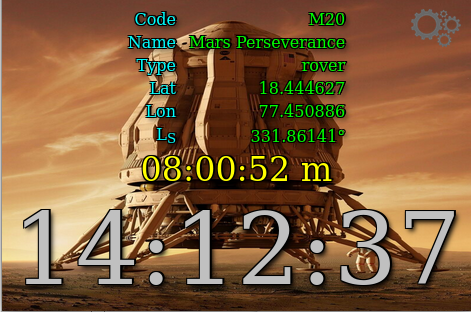 Code M20
Name Mars Perseverance
Type rover
Lat 18.444627
Lon 77.450886
Ls 331.86141°
08:00:52 m
14:12:37